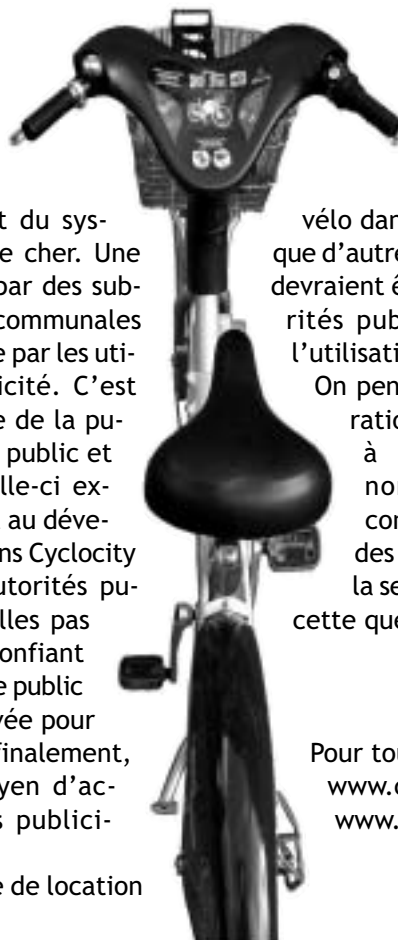 t du sys-
e cher. Une
par des sub-
communales
e par les uti-
icité. C'est
e de la pu-
public et
lle-ci ex-
au déve-
ns Cyclocity
utorités pu-
lles pas
onfiant
e public
vée pour
finalement,
yen d'ac-
s publici-
e de location
vélo dan
que d'autre
devraient ê
rités pub
l'utilisati
On pen
ratio
à
no
con
des
la se
cette que
Pour tou
www.c
www.